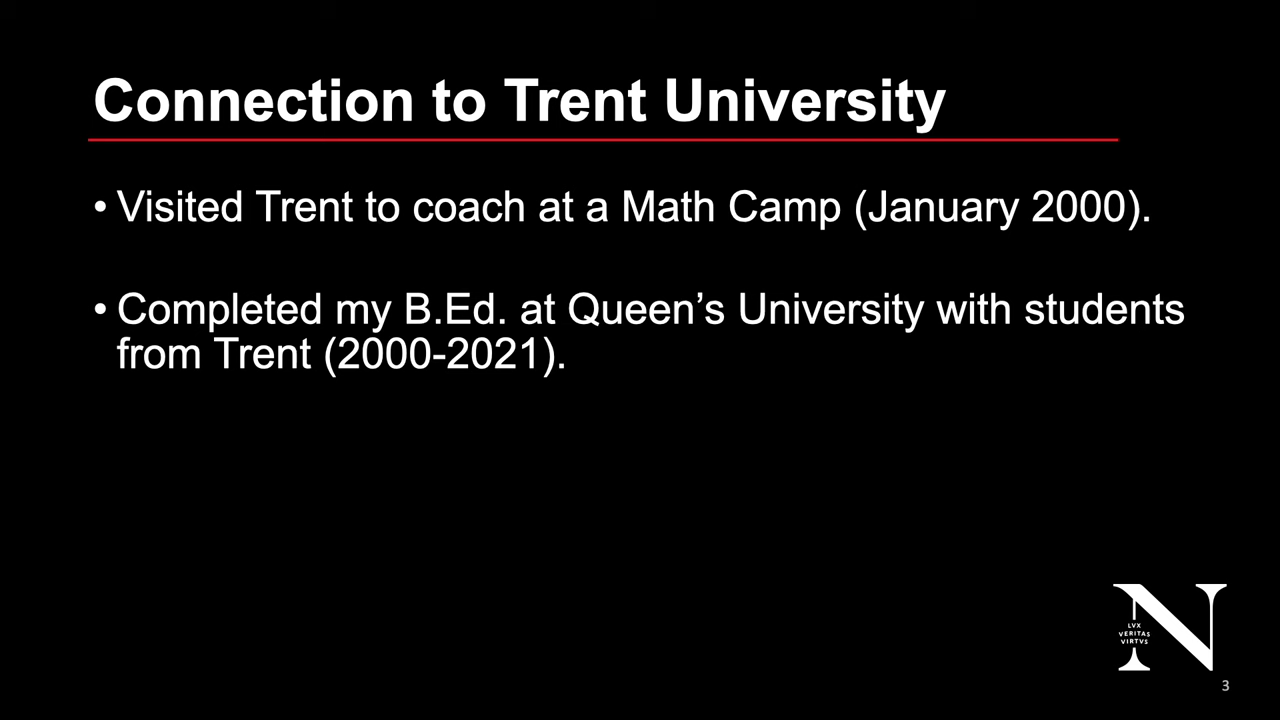 Connection to Trent University
• Visited Trent to coach at a Math Camp (January 2000).
• Completed my B.Ed. at Queen’s University with students
from Trent (2000-2021).
LVX
VERITAS
VIRTVS
3